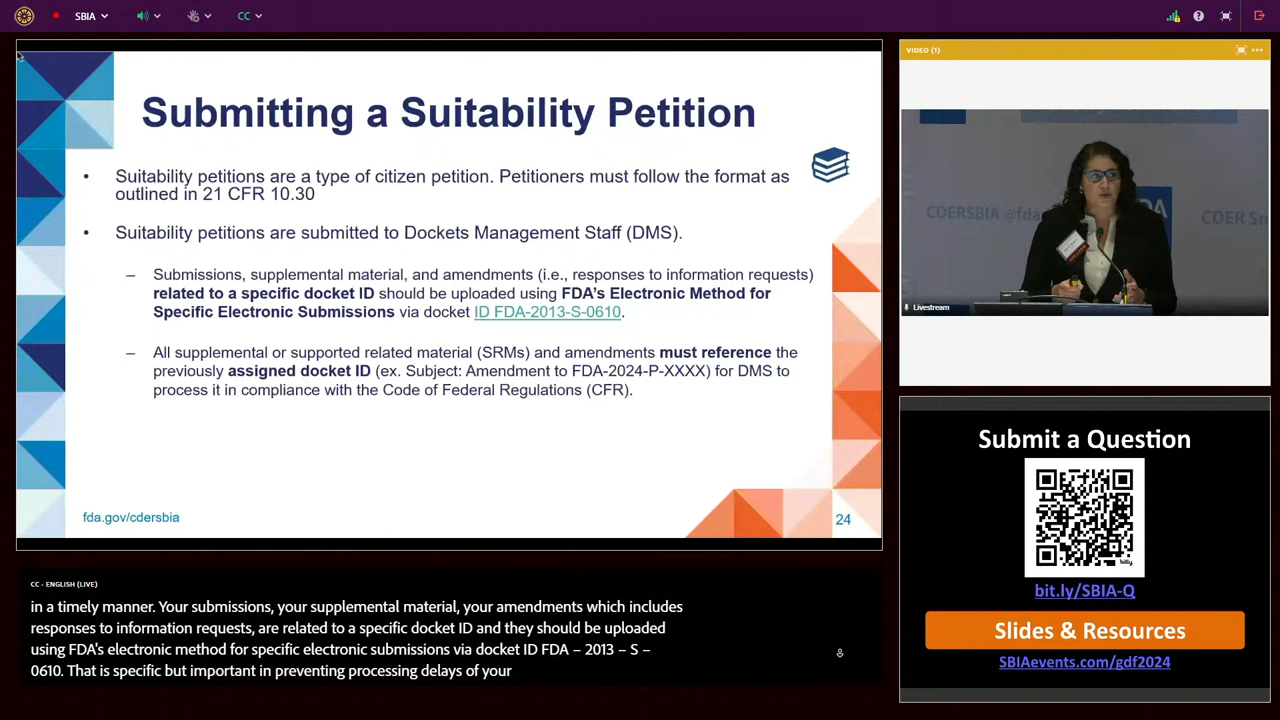 SBIA
CC
Submitting a Suitability Petition
• Suitability petitions are a type of citizen petition. Petitioners must follow the format as
outlined in 21 CFR 10.30
• Suitability petitions are submitted to Dockets Management Staff (DMS).
– Submissions, supplemental material, and amendments (i.e., responses to information requests)
related to a specific docket ID should be uploaded using FDA's Electronic Method for
Specific Electronic Submissions via docket ID FDA-2013-S-0610.
– All supplemental or supported related material (SRMs) and amendments must reference the
previously assigned docket ID (ex. Subject: Amendment to FDA-2024-P-XXXX) for DMS to
process it in compliance with the Code of Federal Regulations (CFR).
fda.gov/cdersbia
24
CC - ENGLISH (LIVE)
in a timely manner. Your submissions, your supplemental material, your amendments which includes
responses to information requests, are related to a specific docket ID and they should be uploaded
using FDA's electronic method for specific electronic submissions via docket ID FDA – 2013 – S –
0610. That is specific but important in preventing processing delays of your
VIDEO (1)
CDERSBIA @fda
DA
CDER Sm
Livestream
Submit a Question
bitly
bit.ly/SBIA-Q
Slides & Resources
SBIAevents.com/gdf2024